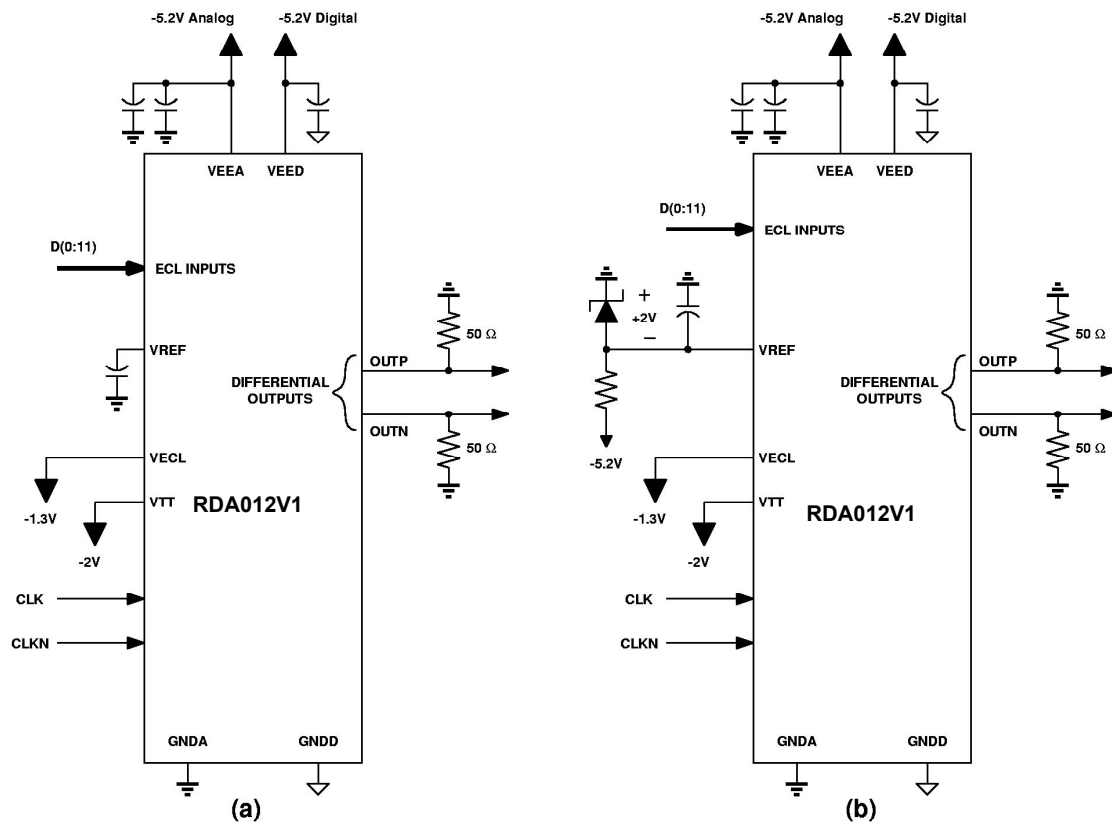 -5.2V Analog
-5.2V Digital
VEEA
VEED
D(0:11)
ECL INPUTS
VREF
50 Ω
OUTP
DIFFERENTIAL
OUTPUTS
OUTN
50 Ω
VECL
-1.3V
VTT
-2V
RDA012V1
CLK
CLKN
GNDA
GNDD
(a)
-5.2V Analog
-5.2V Digital
VEEA
VEED
D(0:11)
ECL INPUTS
+
+2V
–
VREF
-5.2V
50 Ω
OUTP
DIFFERENTIAL
OUTPUTS
OUTN
50 Ω
VECL
-1.3V
VTT
-2V
RDA012V1
CLK
CLKN
GNDA
GNDD
(b)